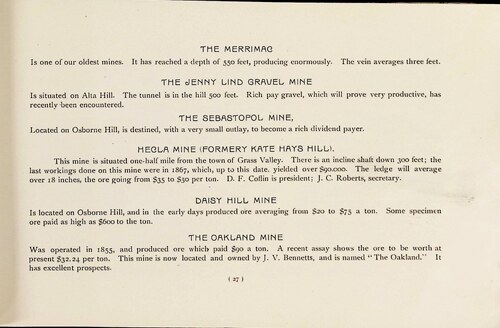 THE MERRIMAC
Is one of our oldest mines. It has reached a depth of 550 feet, producing enormously. The vein averages three feet.
THE JENNY LIND GRAVEL MINE
Is situated on Alta Hill. The tunnel is in the hill 500 feet. Rich pay gravel, which will prove very productive, has
recently been encountered.
THE SEBASTOPOL MINE,
Located on Osborne Hill, is destined, with a very small outlay, to become a rich dividend payer.
HECLA MINE (FORMERY KATE HAYS HILL).
This mine is situated one-half mile from the town of Grass Valley. There is an incline shaft down 300 feet; the
last workings done on this mine were in 1867, which, up to this date, yielded over $90.000. The ledge will average
over 18 inches, the ore going from $35 to $50 per ton. D. F. Coflin is president; J. C. Roberts, secretary.
DAISY HILL MINE
Is located on Osborne Hill, and in the early days produced ore averaging from $20 to $75 a ton. Some specimen
ore paid as high as $600 to the ton.
THE OAKLAND MINE
Was operated in 1855, and produced ore which paid $90 a ton. A recent assay shows the ore to be worth at
present $32.24 per ton. This mine is now located and owned by J. V. Bennetts, and is named "The Oakland." It
has excellent prospects.
(27)